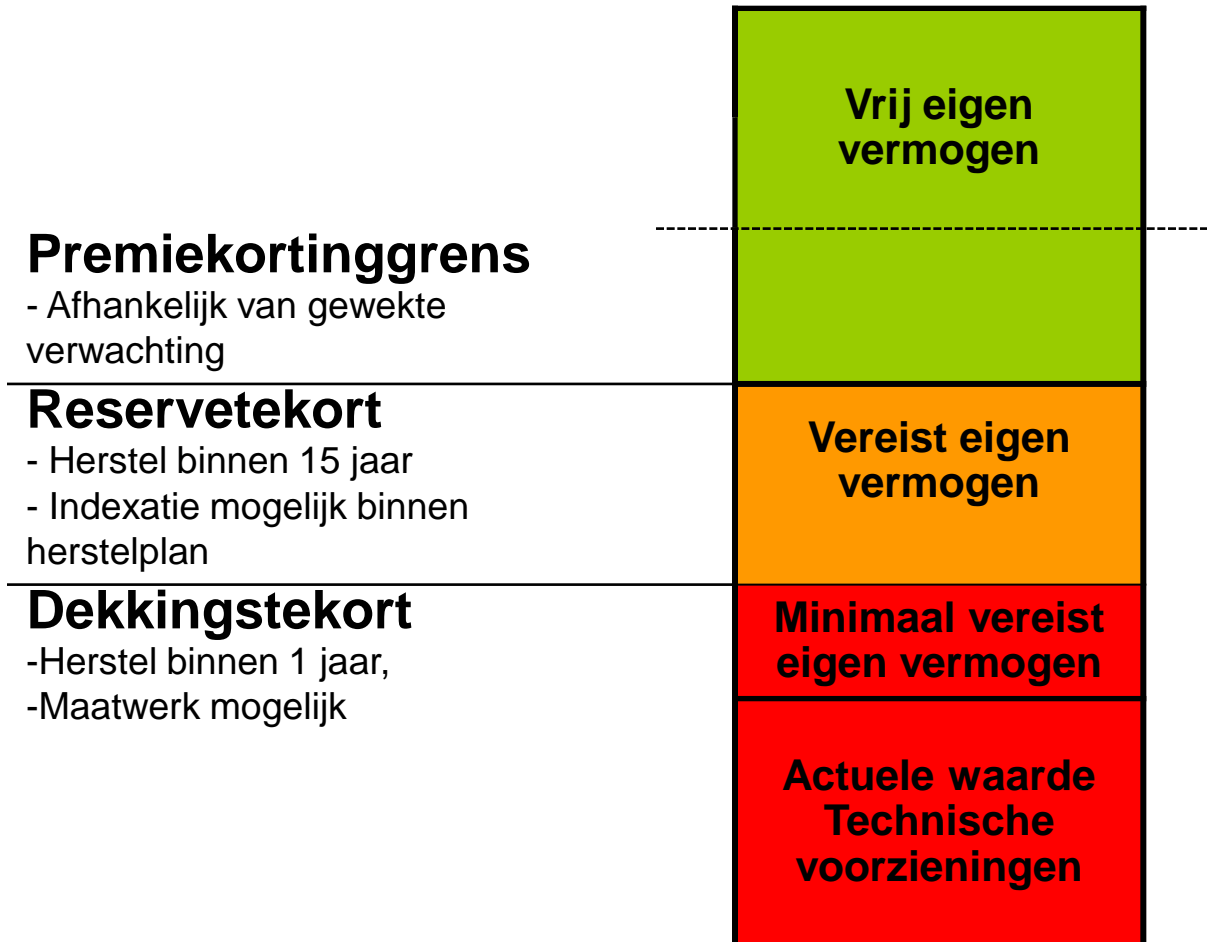 Vrij eigen
vermogen
Premiekortinggrens
- Afhankelijk van gewekte
verwachting
Reservetekort
- Herstel binnen 15 jaar
- Indexatie mogelijk binnen
herstelplan
Vereist eigen
vermogen
Dekkingstekort
-Herstel binnen 1 jaar,
-Maatwerk mogelijk
Minimaal vereist
eigen vermogen
Actuele waarde
Technische
voorzieningen